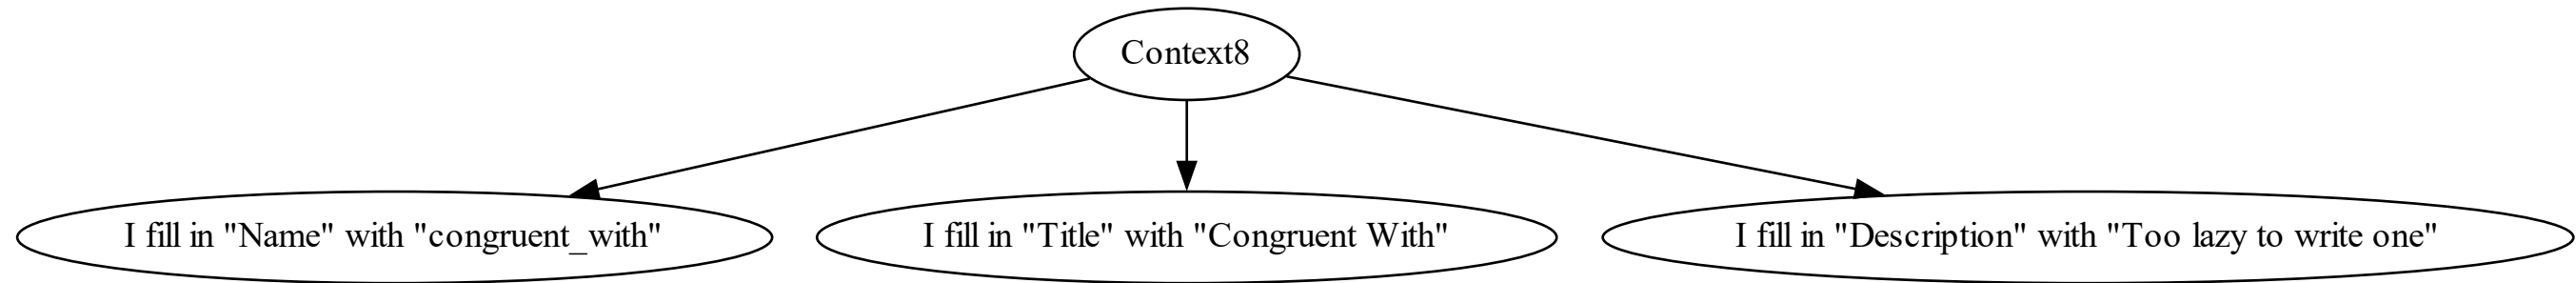 Context8
I fill in "Name" with "congruent_with"
I fill in "Title" with "Congruent With"
I fill in "Description" with "Too lazy to write one"